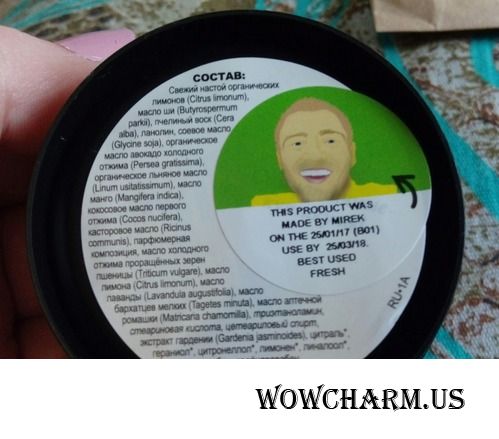 СОСТАВ:
Свежий настой органических
лимонов (Citrus limonum),
масло ши (Butyrospermum
parkii), пчелиный воск (Cera
alba), ланолин, соевое масло
(Glycine soja), органическое
масло авокадо холодного
отжима (Persea gratissima),
органическое льняное масло
(Linum usitatissimum), масло
манго (Mangifera indica),
кокосовое масло первого
отжима (Cocos nucifera),
касторовое масло (Ricinus
communis), парфюмерная
композиция, масло холодного
отжима пророщённых зерен
пшеницы (Triticum vulgare), масло
лимона (Citrus limonum), масло
лаванды (Lavandula augustifolia), масло
бархатцев мелких (Tagetes minuta), масло аптечной
ромашки (Matricaria chamomilla), триэтаноламин,
стеариновая кислота, цетеариловый спирт,
экстракт гардении (Gardenia jasminoides), цитраль*,
гераниол*, цитронеллол*, лимонен*, линалоол*,
THIS PRODUCT WAS
MADE BY MIREK
ON THE 25/01/17 (B01)
USE BY 25/03/18.
BEST USED
FRESH
RU•1A
WOWCHARM.US